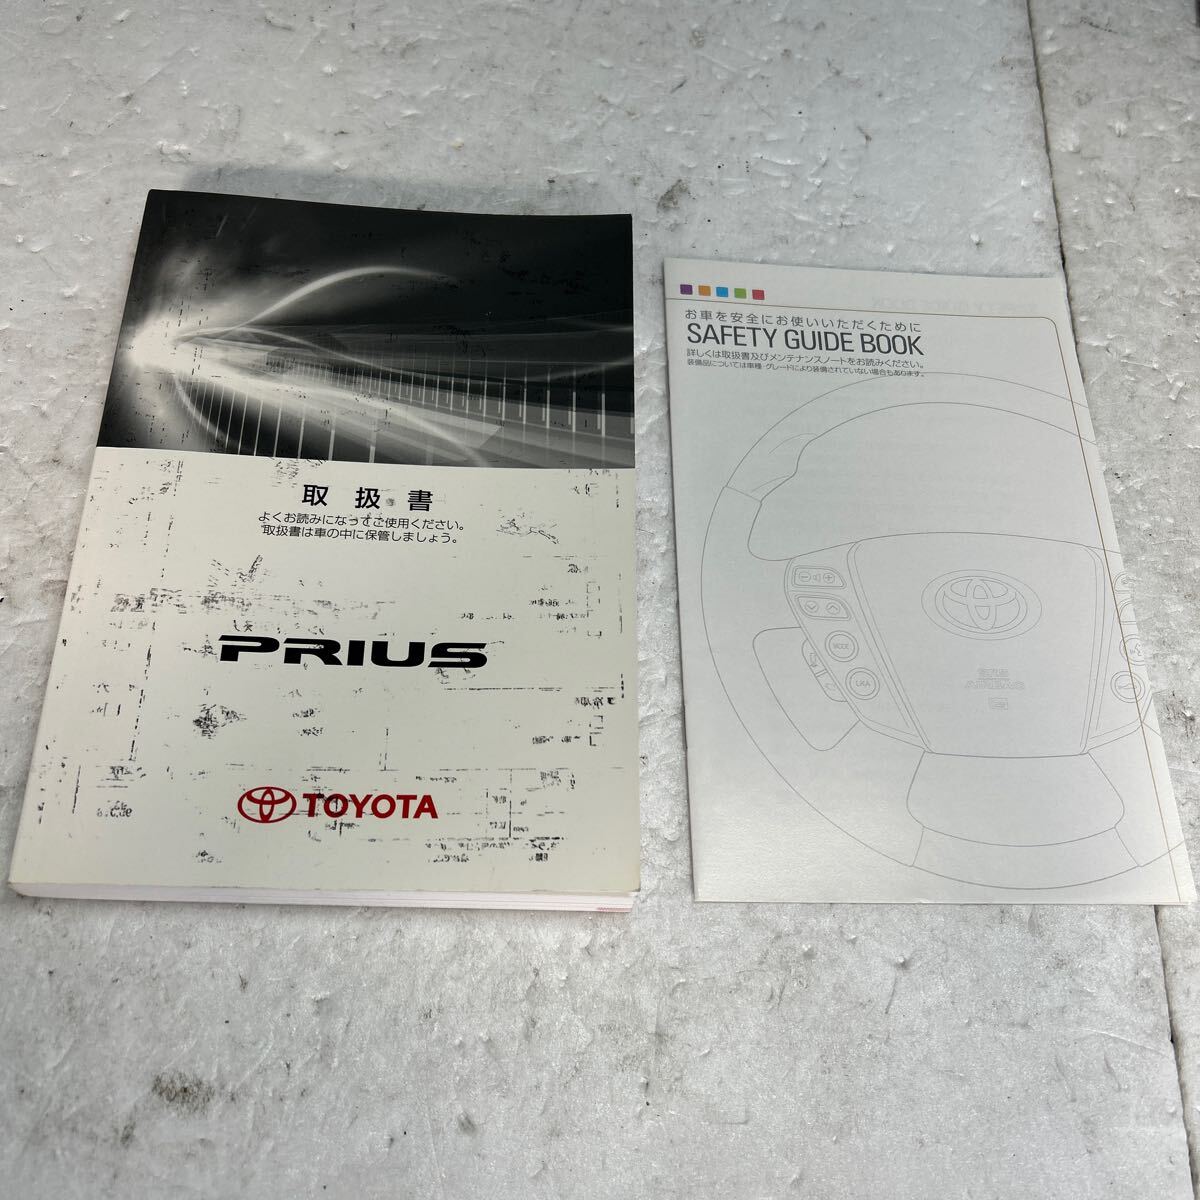 取扱書
よくお読みになってご使用ください。
取扱書は車の中に保管しましょう。
PRIUS
TOYOTA
お車を安全にお使いいただくために
SAFETY GUIDE BOOK
詳しくは取扱書及びメンテナンスノートをお読みください。
装備品については車種・グレードにより装備されていない場合もあります。
MODE
LKA
SRS
AIRBAG